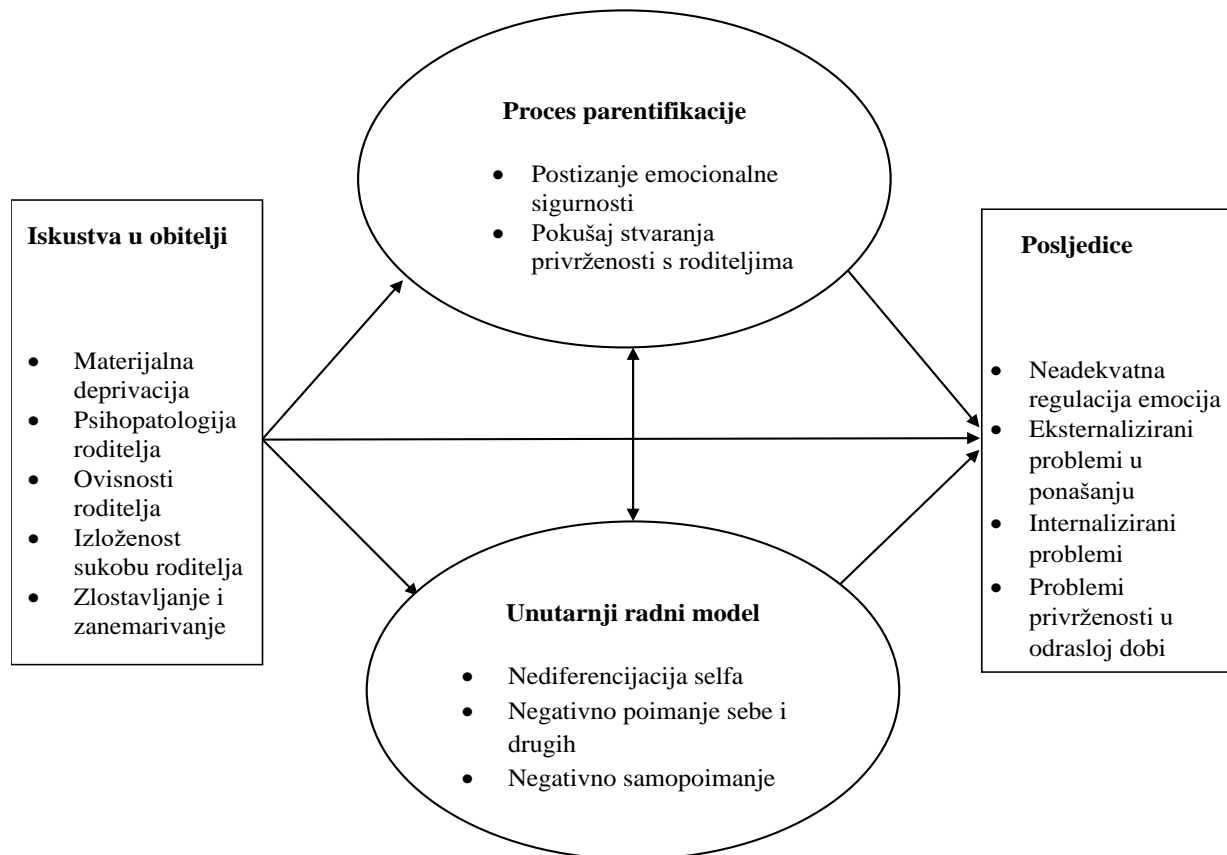 Proces parentifikacije
• Postizanje emocionalne
sigurnosti
• Pokušaj stvaranja
privrženosti s roditeljima
Iskustva u obitelji
• Materijalna
deprivacija
• Psihopatologija
roditelja
• Ovisnosti
roditelja
• Izloženost
sukobu roditelja
• Zlostavljanje i
zanemarivanje
Posljedice
• Neadekvatna
regulacija emocija
• Eksternalizirani
problemi u
ponašanju
• Internalizirani
problemi
• Problemi
privrženosti u
odrasloj dobi
Unutarnji radni model
• Nediferencijacija selfa
• Negativno poimanje sebe i
drugih
• Negativno samopoimanje